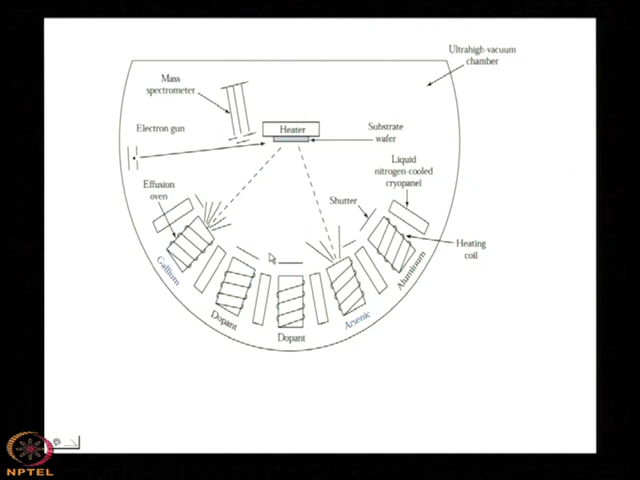 Ultrahigh-vacuum
chamber
Mass
spectrometer
Electron gun
Heater
Substrate
wafer
Liquid
nitrogen-cooled
cryopanel
Effusion
oven
Shutter
Heating
coil
Gallium
Dopant
Dopant
Arsenic
Aluminum
NPTEL